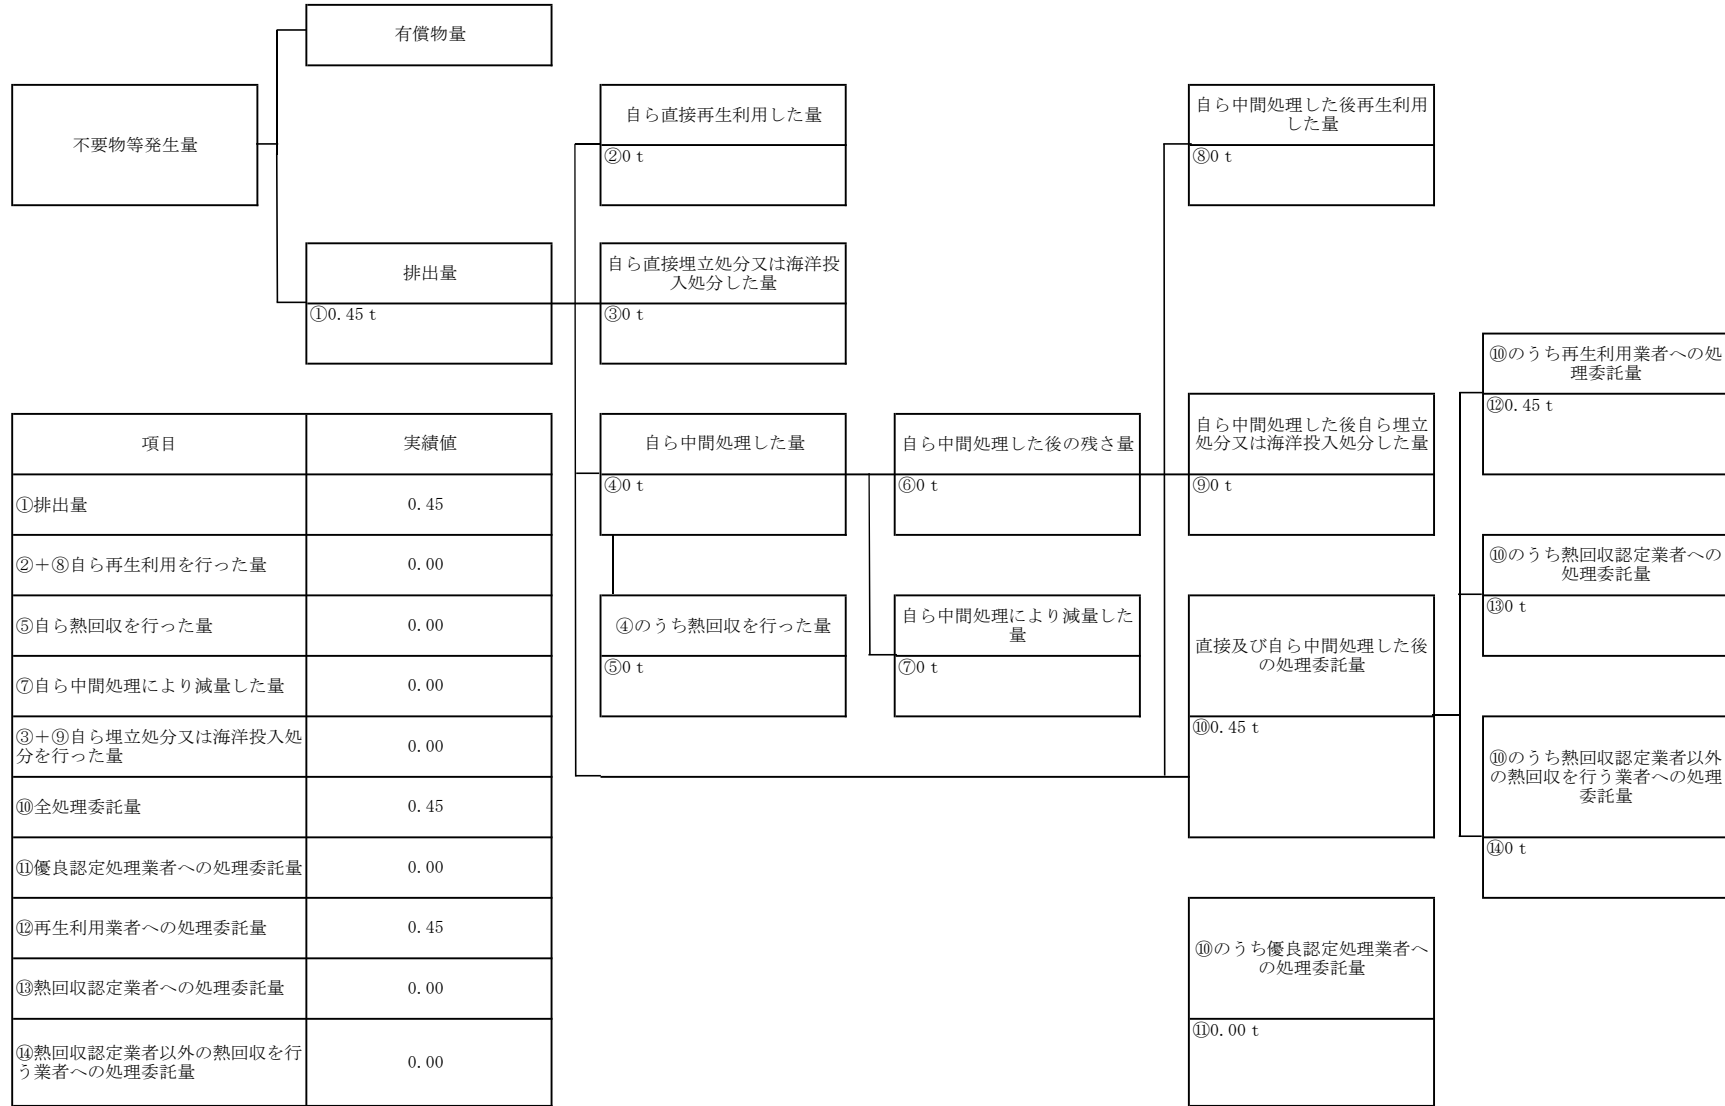 有償物量
不要物等発生量
自ら直接再生利用した量
②0 t
自ら中間処理した後再生利用
した量
⑧0 t
排出量
①0.45 t
自ら直接埋立処分又は海洋投
入処分した量
③0 t
⑩のうち再生利用業者への処
理委託量
⑫0.45 t
自ら中間処理した量
④0 t
自ら中間処理した後の残さ量
⑥0 t
自ら中間処理した後自ら埋立
処分又は海洋投入処分した量
⑨0 t
⑩のうち熱回収認定業者への
処理委託量
⑬0 t
④のうち熱回収を行った量
⑤0 t
自ら中間処理により減量した
量
⑦0 t
直接及び自ら中間処理した後
の処理委託量
⑩0.45 t
⑩のうち熱回収認定業者以外
の熱回収を行う業者への処理
委託量
⑭0 t
⑩のうち優良認定処理業者へ
の処理委託量
⑪0.00 t
項目 実績値
①排出量 0.45
②+⑧自ら再生利用を行った量 0.00
⑤自ら熱回収を行った量 0.00
⑦自ら中間処理により減量した量 0.00
③+⑨自ら埋立処分又は海洋投入処
分を行った量 0.00
⑩全処理委託量 0.45
⑪優良認定処理業者への処理委託量 0.00
⑫再生利用業者への処理委託量 0.45
⑬熱回収認定業者への処理委託量 0.00
⑭熱回収認定業者以外の熱回収を行
う業者への処理委託量 0.00